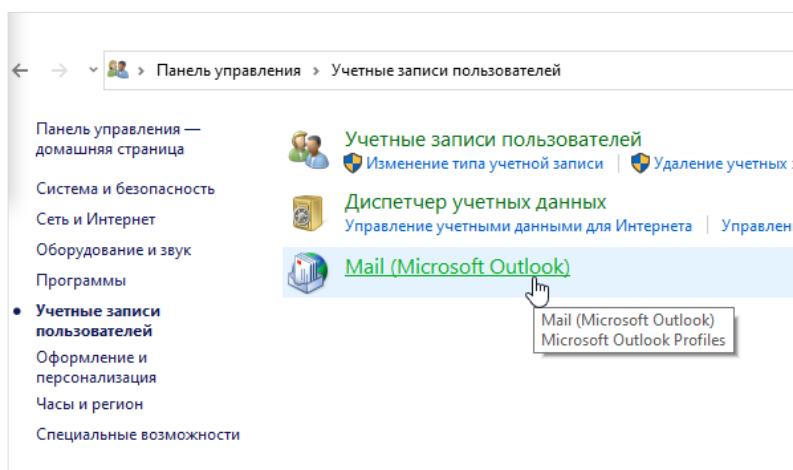 Панель управления › Учетные записи пользователей
Панель управления —
домашняя страница
Система и безопасность
Сеть и Интернет
Оборудование и звук
Программы
Учетные записи
пользователей
Оформление и
персонализация
Часы и регион
Специальные возможности
Учетные записи пользователей
Изменение типа учетной записи
Удаление учетных
Диспетчер учетных данных
Управление учетными данными для Интернета
Управлен
Mail (Microsoft Outlook)
Mail (Microsoft Outlook)
Microsoft Outlook Profiles